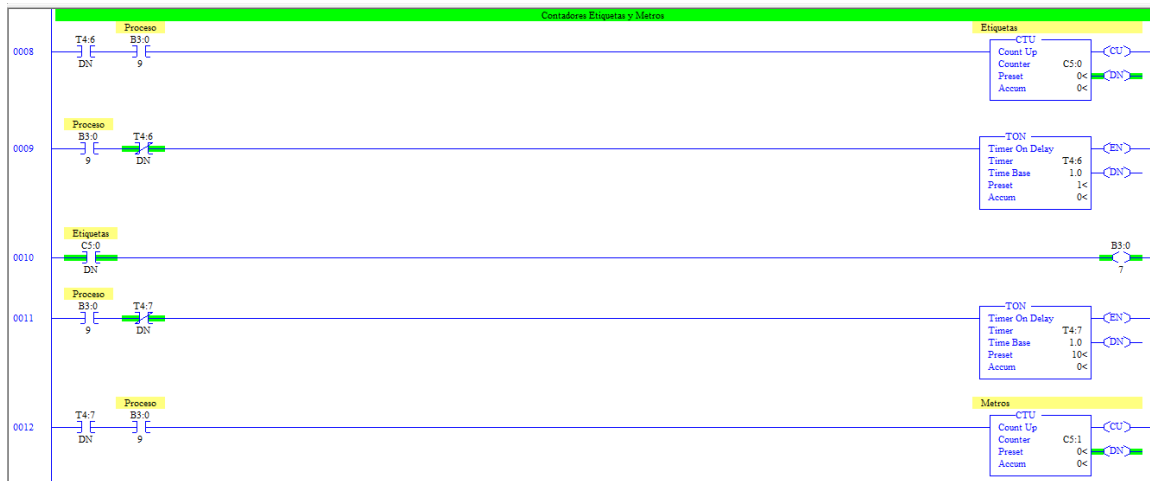 Contadores Etiquetas y Metros
Proceso
Etiquetas
0008
T4:6
B3:0
DN
9
CTU
Count Up
Counter C5:0
Preset 0<
Accum 0<
CU
DN
Proceso
0009
B3:0
T4:6
9
DN
TON
Timer On Delay
Timer T4:6
Time Base 1.0
Preset 1<
Accum 0<
EN
DN
Etiquetas
0010
C5:0
DN
B3:0
7
Proceso
0011
B3:0
T4:7
9
DN
TON
Timer On Delay
Timer T4:7
Time Base 1.0
Preset 10<
Accum 0<
EN
DN
Proceso
Metros
0012
T4:7
B3:0
DN
9
CTU
Count Up
Counter C5:1
Preset 0<
Accum 0<
CU
DN